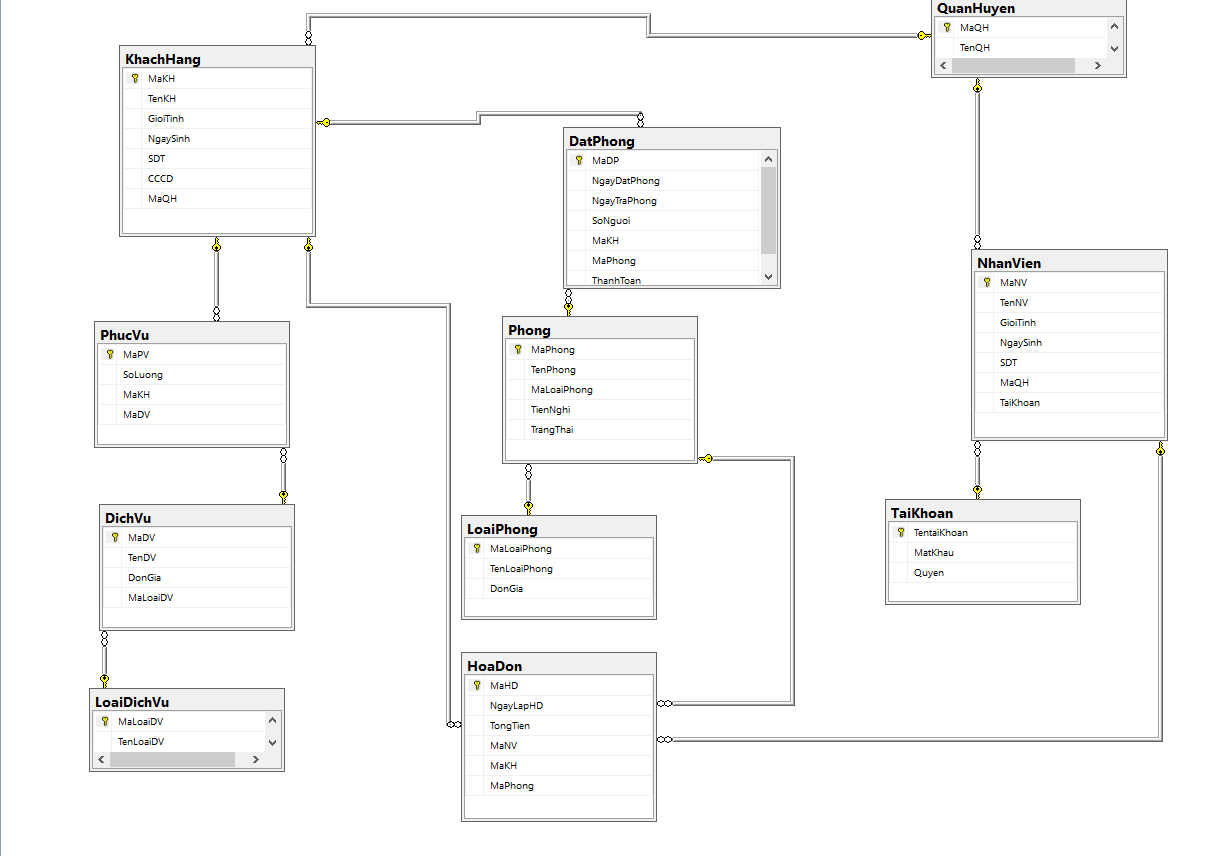 QuanHuyen
MaQH
TenQH
KhachHang
MaKH
TenKH
GioiTinh
NgaySinh
SDT
CCCD
MaQH
DatPhong
MaDP
NgayDatPhong
NgayTraPhong
SoNguoi
MaKH
MaPhong
ThanhToan
NhanVien
MaNV
TenNV
GioiTinh
NgaySinh
SDT
MaQH
TaiKhoan
PhucVu
MaPV
SoLuong
MaKH
MaDV
Phong
MaPhong
TenPhong
MaLoaiPhong
TienNghi
TrangThai
DichVu
MaDV
TenDV
DonGia
MaLoaiDV
LoaiPhong
MaLoaiPhong
TenLoaiPhong
DonGia
TaiKhoan
TentaiKhoan
MatKhau
Quyen
LoaiDichVu
MaLoaiDV
TenLoaiDV
HoaDon
MaHD
NgayLapHD
TongTien
MaNV
MaKH
MaPhong